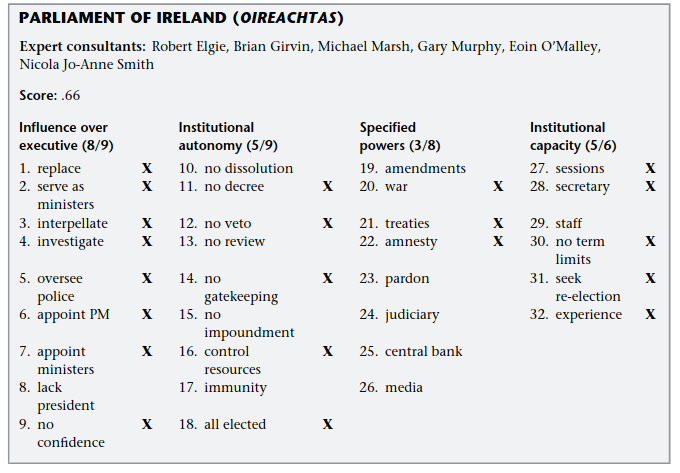 PARLIAMENT OF IRELAND (OIREACHTAS)
Expert consultants: Robert Elgie, Brian Girvin, Michael Marsh, Gary Murphy, Eoin O'Malley,
Nicola Jo-Anne Smith
Score: .66
Influence over
executive (8/9)
1. replace X
2. serve as X
ministers
3. interpellate X
4. investigate X
5. oversee X
police
6. appoint PM X
7. appoint X
ministers
8. lack
president
9. no X
confidence
Institutional
autonomy (5/9)
10. no dissolution
11. no decree X
12. no veto X
13. no review
14. no X
gatekeeping
15. no
impoundment
16. control X
resources
17. immunity
18. all elected X
Specified
powers (3/8)
19. amendments
20. war X
21. treaties X
22. amnesty X
23. pardon
24. judiciary
25. central bank
26. media
Institutional
capacity (5/6)
27. sessions X
28. secretary X
29. staff
30. no term X
limits
31. seek X
re-election
32. experience X